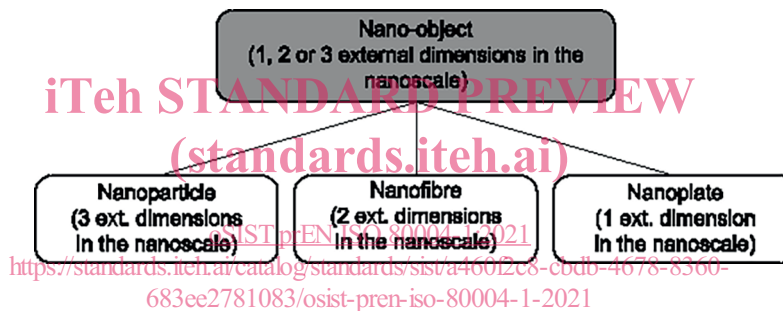 Nano-object
(1, 2 or 3 external dimensions in the
nanoscale)
iTeh STANDARD PREVIEW
(standards.iteh.ai)
Nanoparticle
(3 ext. dimensions
in the nanoscale)
Nanofibre
(2 ext. dimensions
in the nanoscale)
Nanoplate
(1 ext. dimension
in the nanoscale)
oSIST prEN ISO 80004-1:2021
https://standards.iteh.ai/catalog/standards/sist/a460f2c8-cbdb-4678-8360-
683ee2781083/osist-pren-iso-80004-1-2021